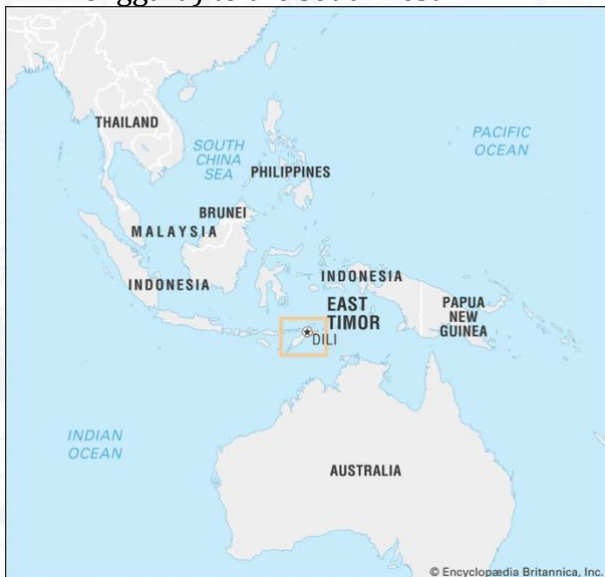 THAILAND
SOUTH
CHINA
SEA
PACIFIC
OCEAN
PHILIPPINES
BRUNEI
MALAYSIA
INDONESIA
INDONESIA
EAST
TIMOR
PAPUA
NEW
GUINEA
DILI
INDIAN
OCEAN
AUSTRALIA
© Encyclopædia Britannica, Inc.